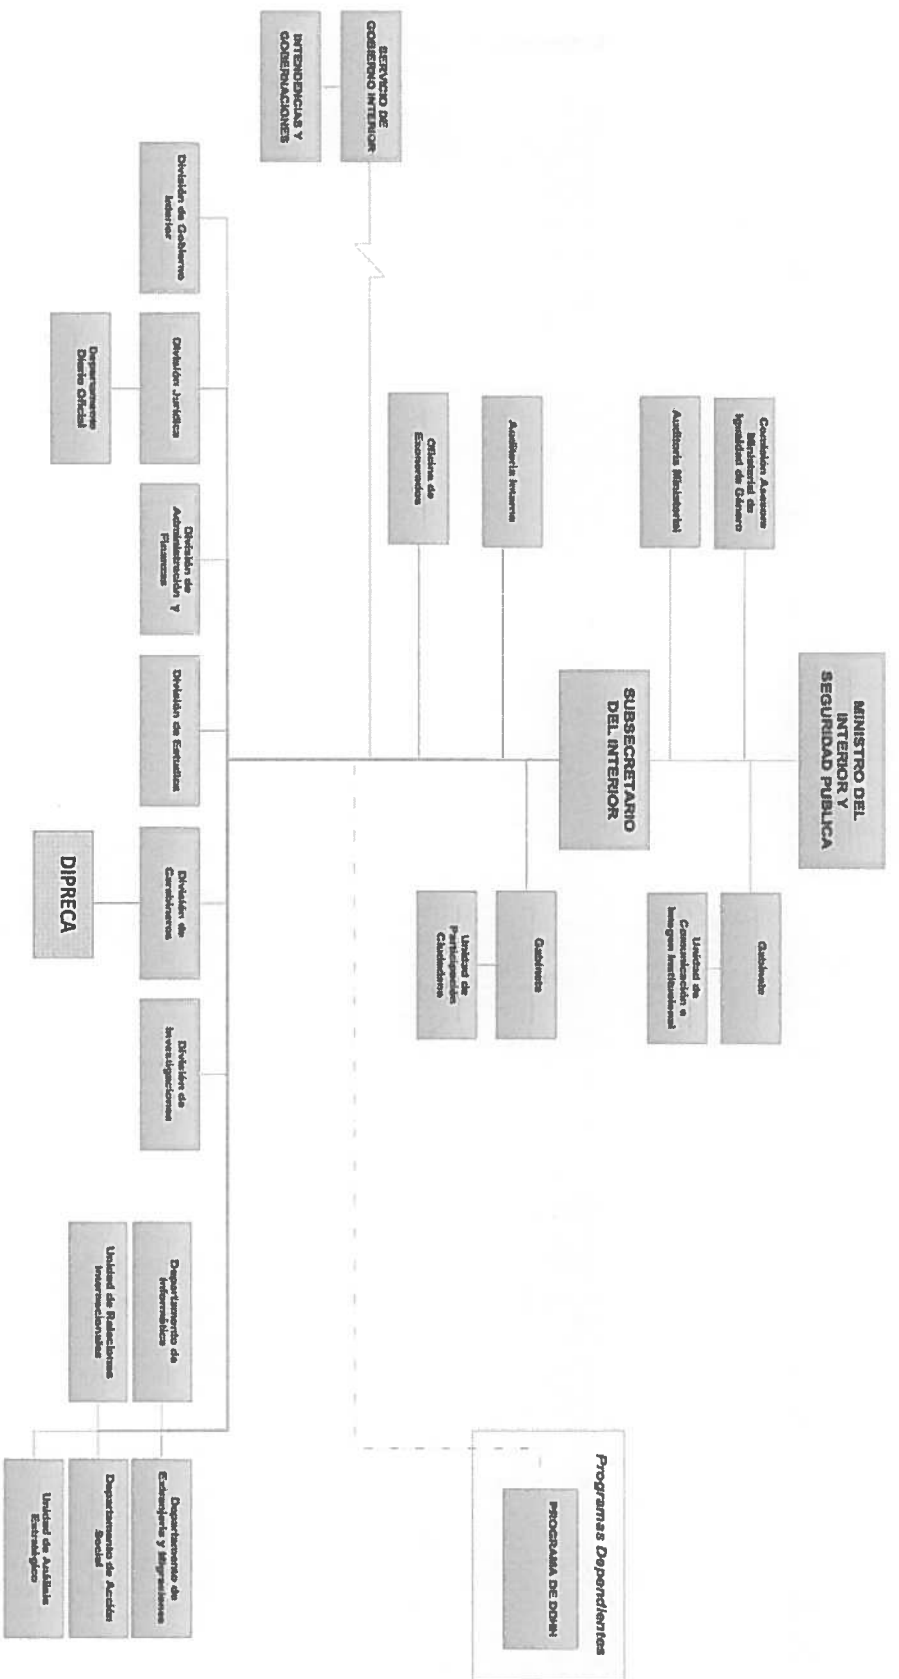 MINISTRO DEL
INTERIOR Y
SEGURIDAD PUBLICA
Comisión Asesora
Ministerial de
Igualdad de Género
Auditoría Ministerial
Gabinete
Unidad de
Comunicación e
Imagen Institucional
SUBSECRETARIO
DEL INTERIOR
Auditoría Interna
Oficina de
Exonerados
Gabinete
Unidad de
Participación
Ciudadana
SERVICIO DE
GOBIERNO INTERIOR
INTENDENCIAS Y
GOBERNACIONES
Programas Dependientes
PROGRAMA DE DDHH
División de Gobierno
Interior
División Jurídica
Departamento
Diario Oficial
División de
Administración y
Finanzas
División de Estudios
División de
Carabineros
DIPRECA
División de
Investigaciones
Departamento de
Informática
Unidad de Relaciones
Internacionales
Departamento de
Extranjería y Migraciones
Departamento de Acción
Social
Unidad de Análisis
Estratégico